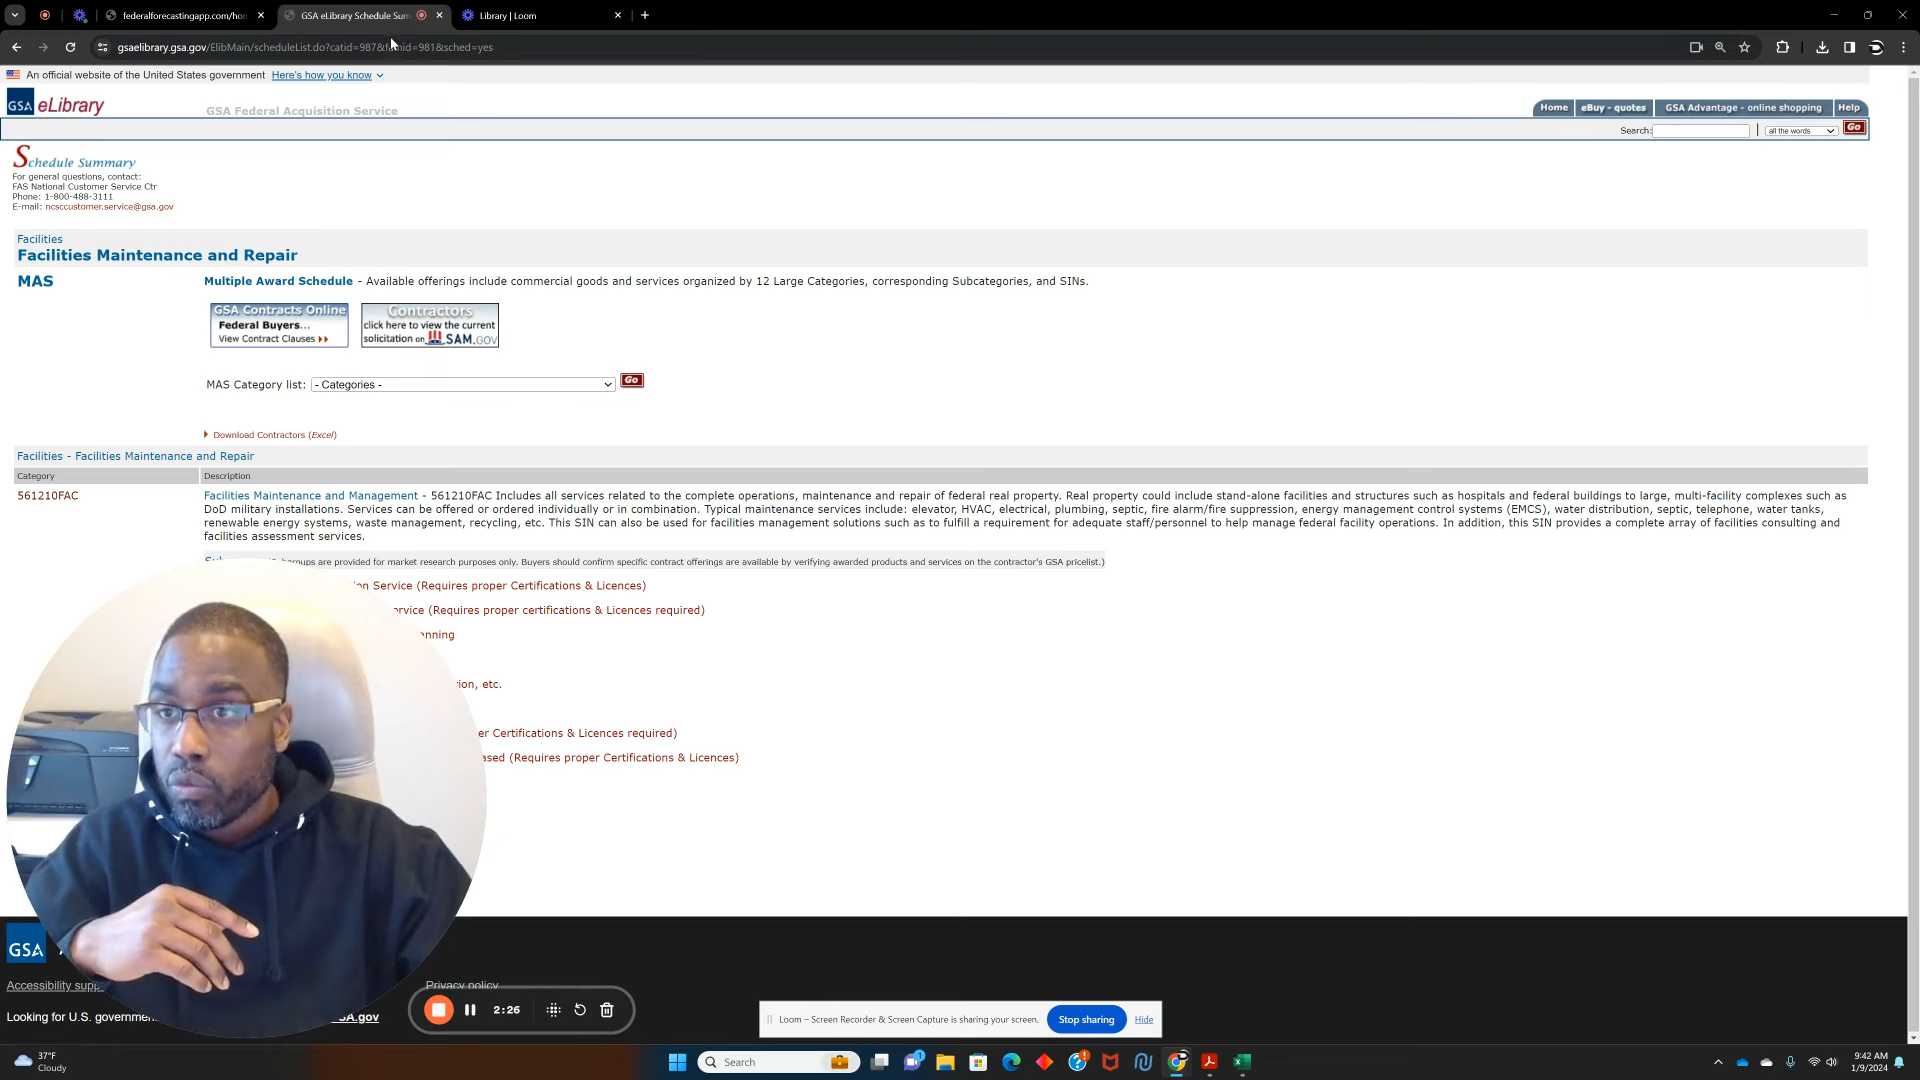 federalforecastingapp.com/hor
GSA eLibrary Schedule Sum
Library | Loom
gsaelibrary.gsa.gov/ElibMain/scheduleList.do?catid=987&famid=981&sched=yes
An official website of the United States government Here's how you know
GSA eLibrary
GSA Federal Acquisition Service
Home
eBuy - quotes
GSA Advantage - online shopping
Help
Search:
all the words
Go
Schedule Summary
For general questions, contact:
FAS National Customer Service Ctr
Phone: 1-800-488-3111
E-mail: ncsccustomer.service@gsa.gov
Facilities
Facilities Maintenance and Repair
MAS
Multiple Award Schedule - Available offerings include commercial goods and services organized by 12 Large Categories, corresponding Subcategories, and SINs.
GSA Contracts Online
Federal Buyers...
View Contract Clauses
Contractors
click here to view the current
solicitation on SAM.GOV
MAS Category list: - Categories - Go
Download Contractors (Excel)
Facilities - Facilities Maintenance and Repair
Category
Description
561210FAC
Facilities Maintenance and Management - 561210FAC Includes all services related to the complete operations, maintenance and repair of federal real property. Real property could include stand-alone facilities and structures such as hospitals and federal buildings to large, multi-facility complexes such as
DoD military installations. Services can be offered or ordered individually or in combination. Typical maintenance services include: elevator, HVAC, electrical, plumbing, septic, fire alarm/fire suppression, energy management control systems (EMCS), water distribution, septic, telephone, water tanks,
renewable energy systems, waste management, recycling, etc. This SIN can also be used for facilities management solutions such as to fulfill a requirement for adequate staff/personnel to help manage federal facility operations. In addition, this SIN provides a complete array of facilities consulting and
facilities assessment services.
bgroups are provided for market research purposes only. Buyers should confirm specific contract offerings are available by verifying awarded products and services on the contractor's GSA pricelist.)
on Service (Requires proper Certifications & Licences)
rvice (Requires proper certifications & Licences required)
anning
ion, etc.
er Certifications & Licences required)
ased (Requires proper Certifications & Licences)
GSA
Accessibility supp
Privacy policy
Looking for U.S. governmen
SA.gov
2:26
Loom – Screen Recorder & Screen Capture is sharing your screen.
Stop sharing
Hide
37°F
Cloudy
Search
9:42 AM
1/9/2024